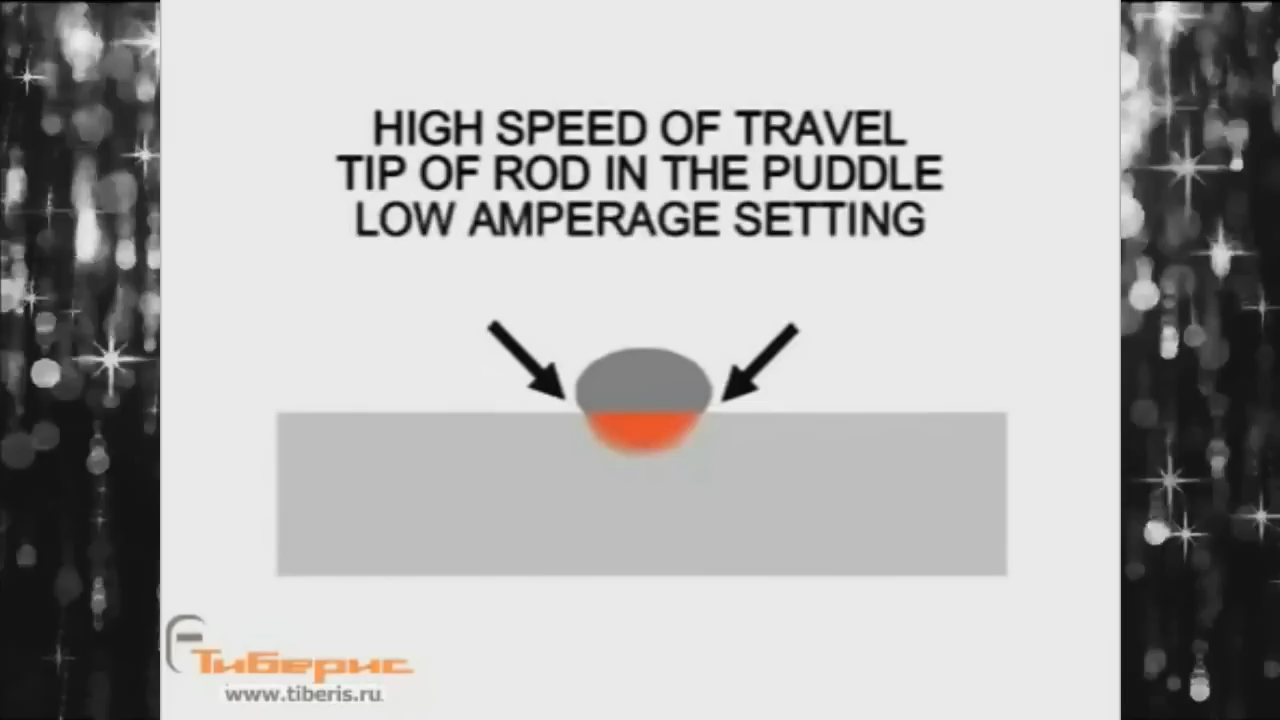 HIGH SPEED OF TRAVEL
TIP OF ROD IN THE PUDDLE
LOW AMPERAGE SETTING
Тиберис
www.tiberis.ru